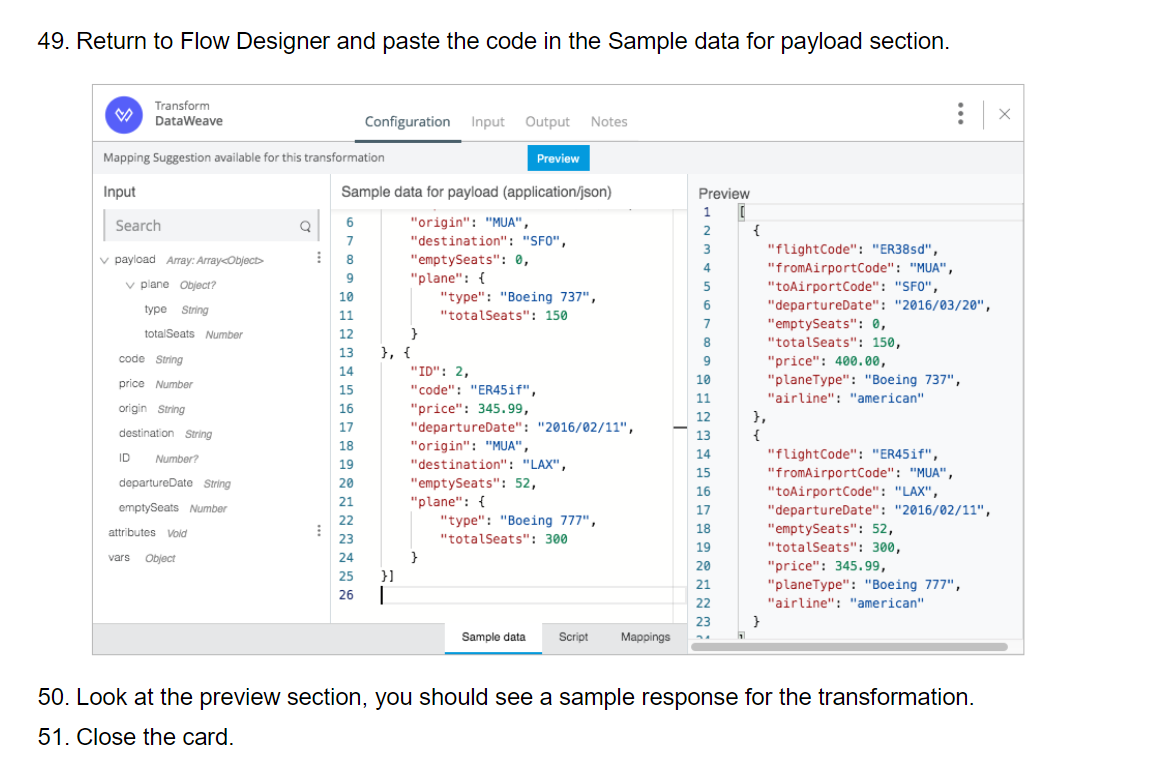 49. Return to Flow Designer and paste the code in the Sample data for payload section.
Transform
DataWeave
Configuration Input Output Notes
Mapping Suggestion available for this transformation
Preview
Input
Search
payload Array: Array<Object>
plane Object?
type String
totalSeats Number
code String
price Number
origin String
destination String
ID Number?
departureDate String
emptySeats Number
attributes Void
vars Object
Sample data for payload (application/json)
6 "origin": "MUA",
7 "destination": "SFO",
8 "emptySeats": 0,
9 "plane": {
10 "type": "Boeing 737",
11 "totalSeats": 150
12 }
13 }, {
14 "ID": 2,
15 "code": "ER45if",
16 "price": 345.99,
17 "departureDate": "2016/02/11",
18 "origin": "MUA",
19 "destination": "LAX",
20 "emptySeats": 52,
21 "plane": {
22 "type": "Boeing 777",
23 "totalSeats": 300
24 }
25 }]
26
Sample data Script Mappings
Preview
1 [
2 {
3 "flightCode": "ER38sd",
4 "fromAirportCode": "MUA",
5 "toAirportCode": "SFO",
6 "departureDate": "2016/03/20",
7 "emptySeats": 0,
8 "totalSeats": 150,
9 "price": 400.00,
10 "planeType": "Boeing 737",
11 "airline": "american"
12 },
13 {
14 "flightCode": "ER45if",
15 "fromAirportCode": "MUA",
16 "toAirportCode": "LAX",
17 "departureDate": "2016/02/11",
18 "emptySeats": 52,
19 "totalSeats": 300,
20 "price": 345.99,
21 "planeType": "Boeing 777",
22 "airline": "american"
23 }
24 ]
50. Look at the preview section, you should see a sample response for the transformation.
51. Close the card.